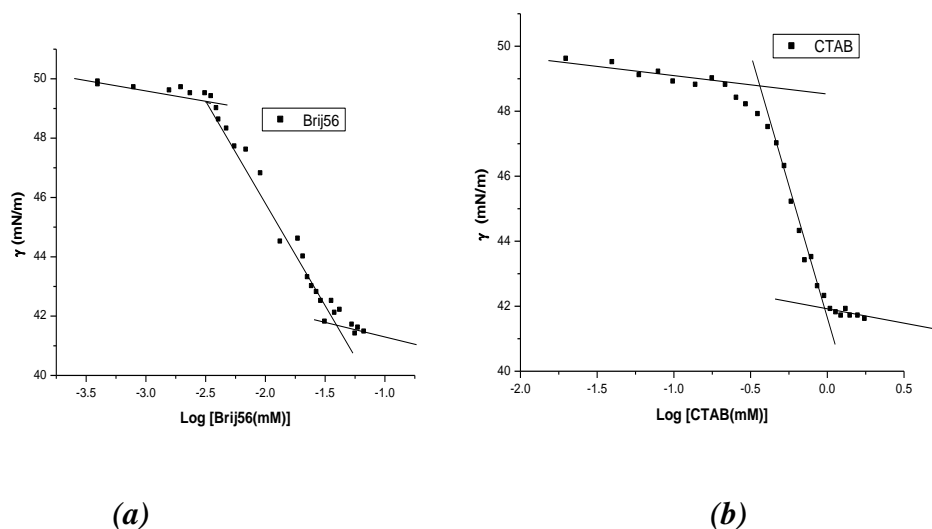 50
48
46
44
42
40
γ (mN/m)
Brij56
-3.5 -3.0 -2.5 -2.0 -1.5 -1.0
Log [Brij56(mM)]
(a)
50
48
46
44
42
40
γ (mN/m)
CTAB
-2.0 -1.5 -1.0 -0.5 0.0 0.5
Log [CTAB(mM)]
(b)